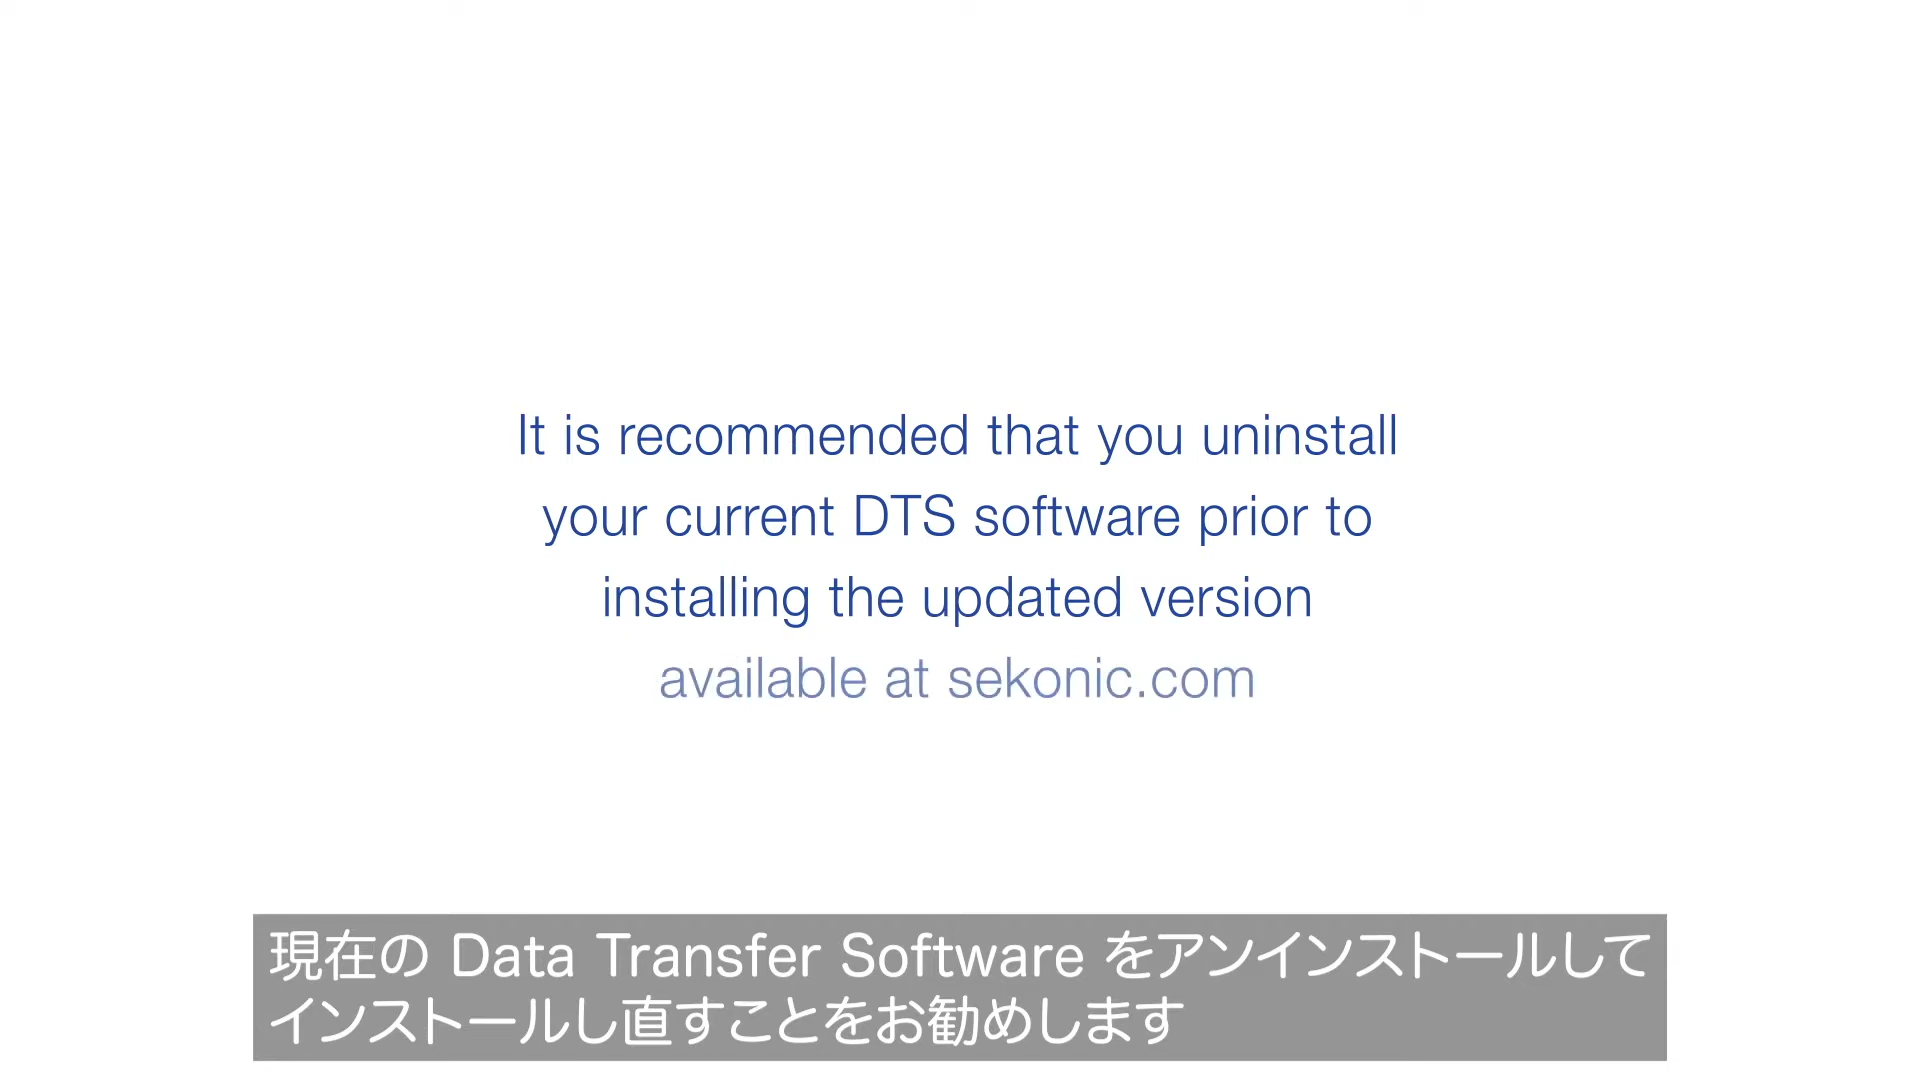 It is recommended that you uninstall
your current DTS software prior to
installing the updated version
available at sekonic.com
現在の Data Transfer Software をアンインストールして
インストールし直すことをお勧めします